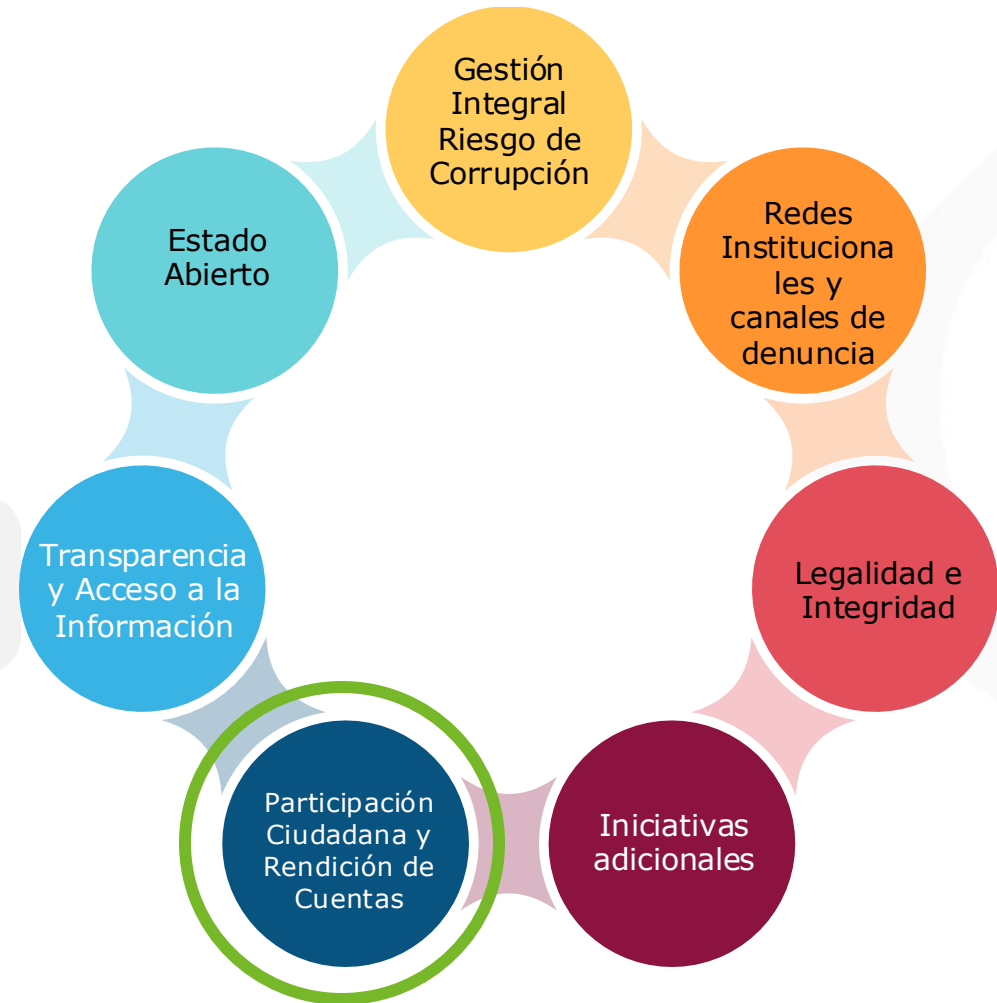 Gestión
Integral
Riesgo de
Corrupción
Redes
Instituciona
les y
canales de
denuncia
Legalidad e
Integridad
Iniciativas
adicionales
Participación
Ciudadana y
Rendición de
Cuentas
Transparencia
y Acceso a la
Información
Estado
Abierto